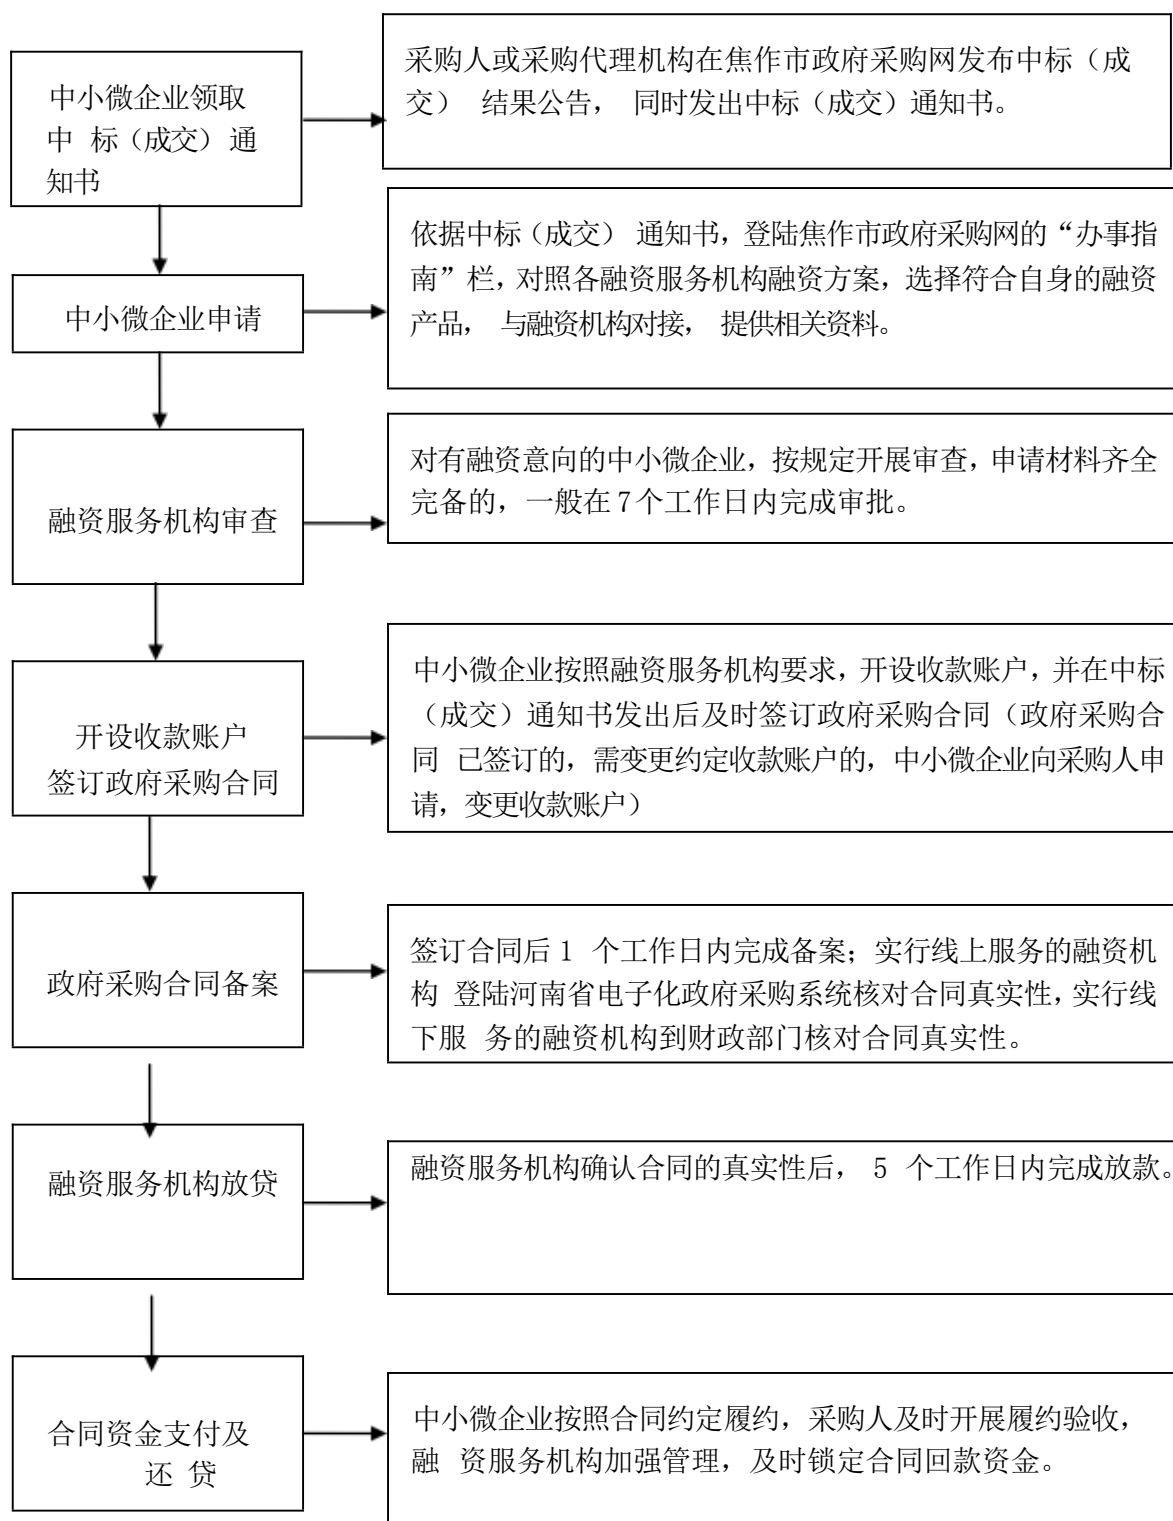 中小微企业领取
中 标（成交）通
知书
采购人或采购代理机构在焦作市政府采购网发布中标（成
交） 结果公告， 同时发出中标（成交）通知书。
中小微企业申请
依据中标（成交） 通知书，登陆焦作市政府采购网的“办事指
南”栏，对照各融资服务机构融资方案，选择符合自身的融资
产品， 与融资机构对接， 提供相关资料。
融资服务机构审查
对有融资意向的中小微企业，按规定开展审查，申请材料齐全
完备的，一般在 7 个工作日内完成审批。
开设收款账户
签订政府采购合同
中小微企业按照融资服务机构要求，开设收款账户，并在中标
（成交）通知书发出后及时签订政府采购合同（政府采购合
同 已签订的，需变更约定收款账户的，中小微企业向采购人申
请，变更收款账户）
政府采购合同备案
签订合同后 1 个工作日内完成备案；实行线上服务的融资机
构 登陆河南省电子化政府采购系统核对合同真实性，实行线
下服 务的融资机构到财政部门核对合同真实性。
融资服务机构放贷
融资服务机构确认合同的真实性后， 5 个工作日内完成放款。
合同资金支付及
还 贷
中小微企业按照合同约定履约，采购人及时开展履约验收，
融 资服务机构加强管理，及时锁定合同回款资金。